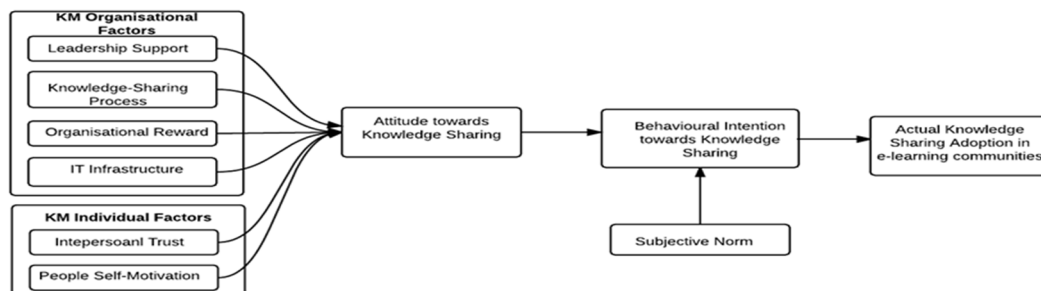 KM Organisational
Factors
Leadership Support
Knowledge-Sharing
Process
Organisational Reward
IT Infrastructure
KM Individual Factors
Intepersoanl Trust
People Self-Motivation
Attitude towards
Knowledge Sharing
Behavioural Intention
towards Knowledge
Sharing
Subjective Norm
Actual Knowledge
Sharing Adoption in
e-learning communities